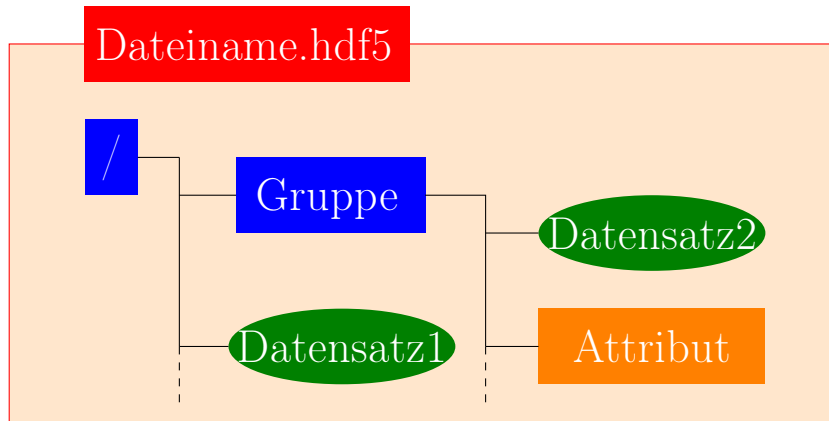 Dateiname.hdf5
/
Gruppe
Datensatz2
Datensatz1
Attribut